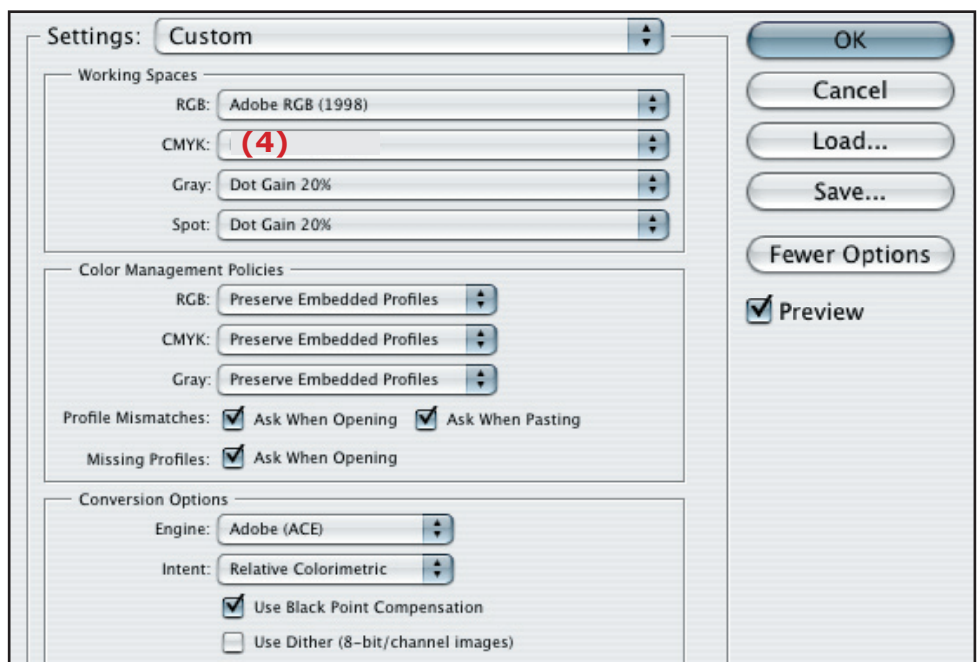 Settings: Custom
Working Spaces
RGB: Adobe RGB (1998)
CMYK: (4)
Gray: Dot Gain 20%
Spot: Dot Gain 20%
Color Management Policies
RGB: Preserve Embedded Profiles
CMYK: Preserve Embedded Profiles
Gray: Preserve Embedded Profiles
Profile Mismatches: Ask When Opening Ask When Pasting
Missing Profiles: Ask When Opening
Conversion Options
Engine: Adobe (ACE)
Intent: Relative Colorimetric
Use Black Point Compensation
Use Dither (8-bit/channel images)
OK
Cancel
Load...
Save...
Fewer Options
Preview